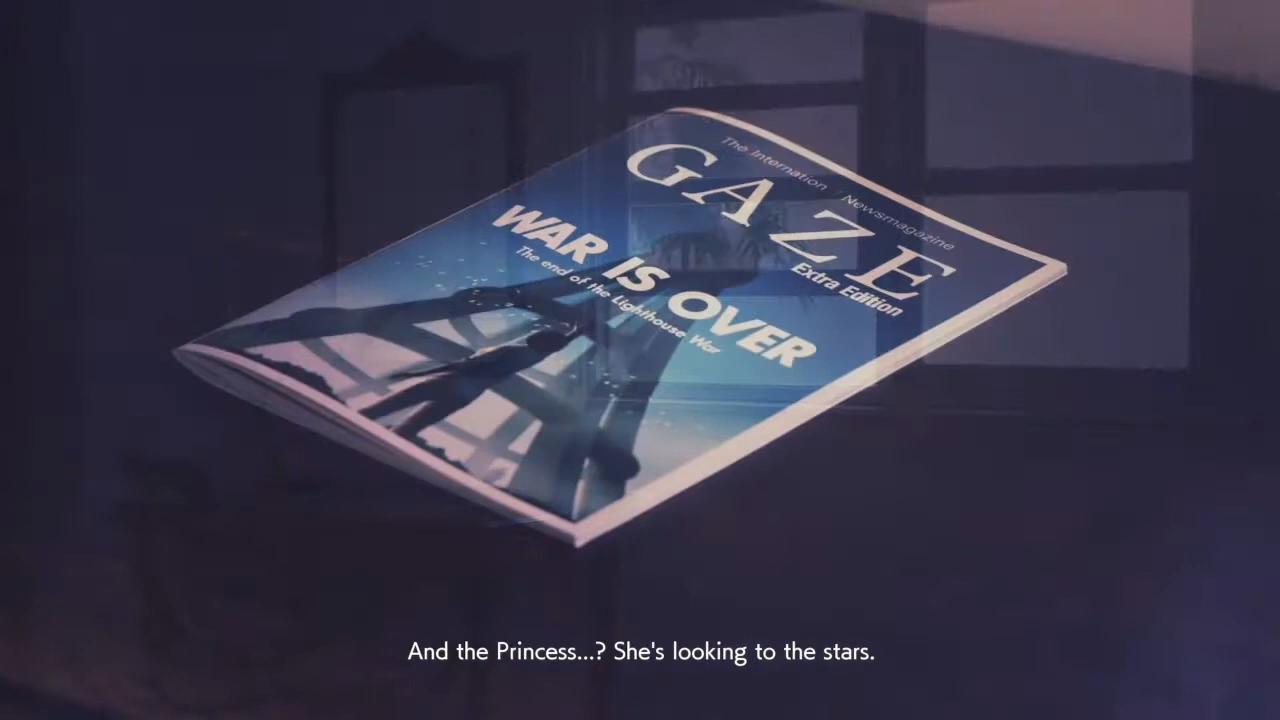 The Internation Newsmagazine
GAZE
Extra Edition
WAR IS OVER
The end of the Lighthouse War
And the Princess...? She's looking to the stars.